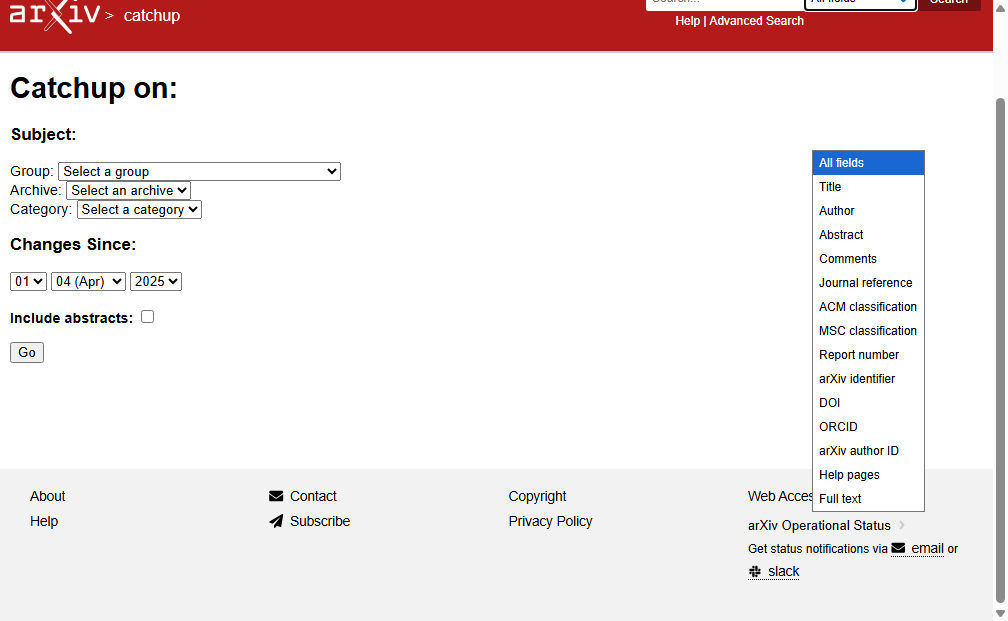 arXiv > catchup
Search... All fields Search
Help | Advanced Search
Catchup on:
Subject:
Group: Select a group
Archive: Select an archive
Category: Select a category
Changes Since:
01 04 (Apr) 2025
Include abstracts:
Go
All fields
Title
Author
Abstract
Comments
Journal reference
ACM classification
MSC classification
Report number
arXiv identifier
DOI
ORCID
arXiv author ID
Help pages
Full text
About
Help
Contact
Subscribe
Copyright
Privacy Policy
Web Acces
arXiv Operational Status
Get status notifications via email or
slack